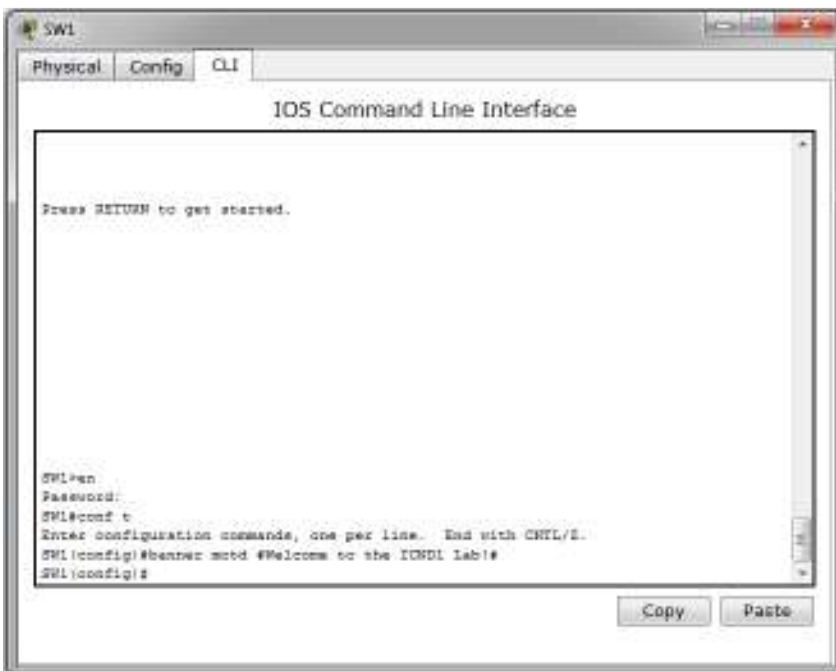 SW1
Physical Config CLI
IOS Command Line Interface
Press RETURN to get started.
SW1>en
Password:
SW1#conf t
Enter configuration commands, one per line. End with CNTL/Z.
SW1(config)#banner motd #Welcome to the ICND1 Lab!#
SW1(config)#
Copy Paste